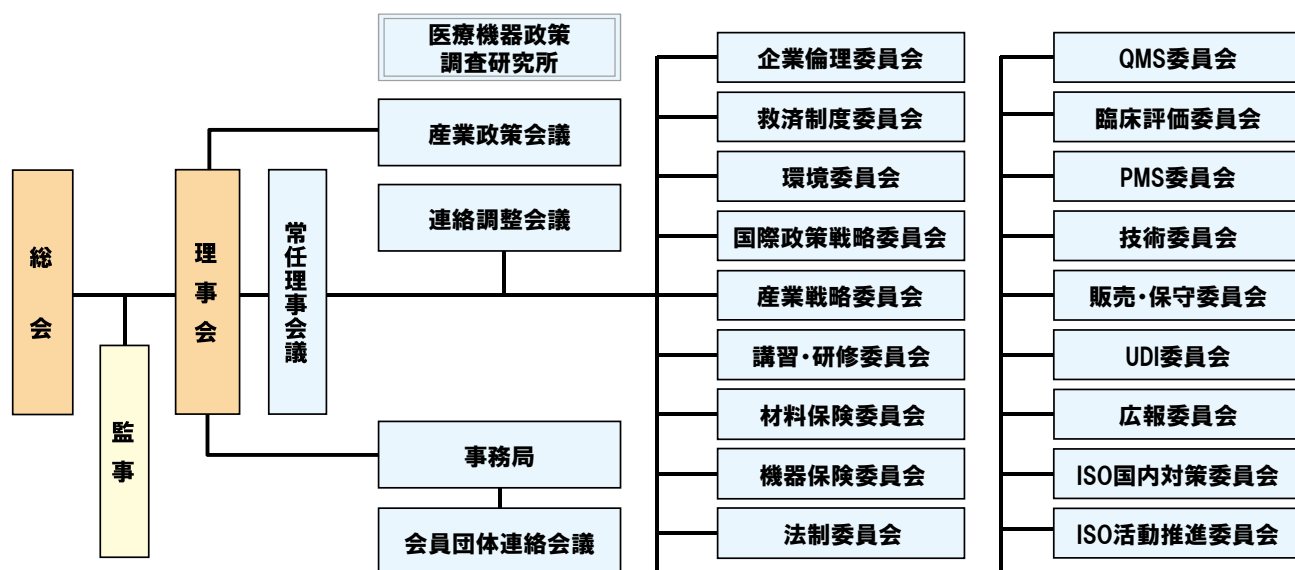 総会
監事
理事会
常任理事会議
医療機器政策
調査研究所
産業政策会議
連絡調整会議
事務局
会員団体連絡会議
企業倫理委員会
救済制度委員会
環境委員会
国際政策戦略委員会
産業戦略委員会
講習・研修委員会
材料保険委員会
機器保険委員会
法制委員会
QMS委員会
臨床評価委員会
PMS委員会
技術委員会
販売・保守委員会
UDI委員会
広報委員会
ISO国内対策委員会
ISO活動推進委員会